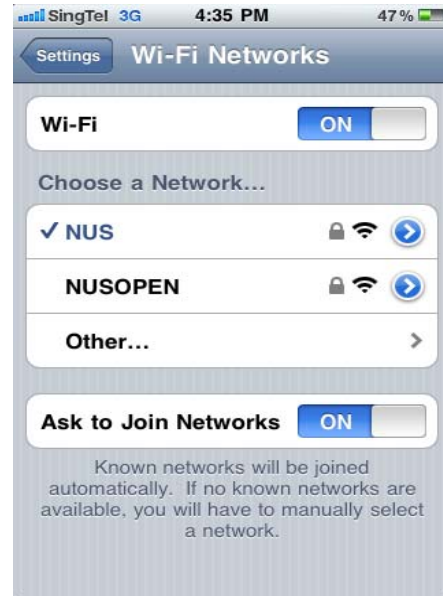 SingTel 3G 4:35 PM 47%
Settings Wi-Fi Networks
Wi-Fi ON
Choose a Network...
✓ NUS
NUSOPEN
Other...
Ask to Join Networks ON
Known networks will be joined
automatically. If no known networks are
available, you will have to manually select
a network.